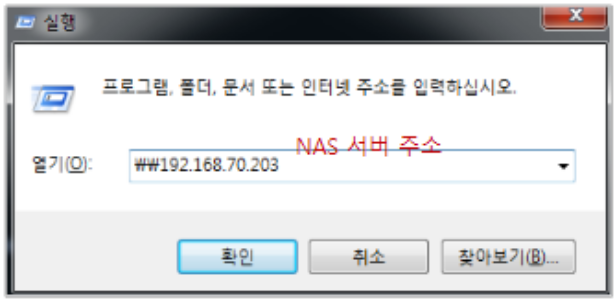 실행
프로그램, 폴더, 문서 또는 인터넷 주소를 입력하십시오.
NAS 서버 주소
열기(O): ₩₩192.168.70.203
확인 취소 찾아보기(B)...